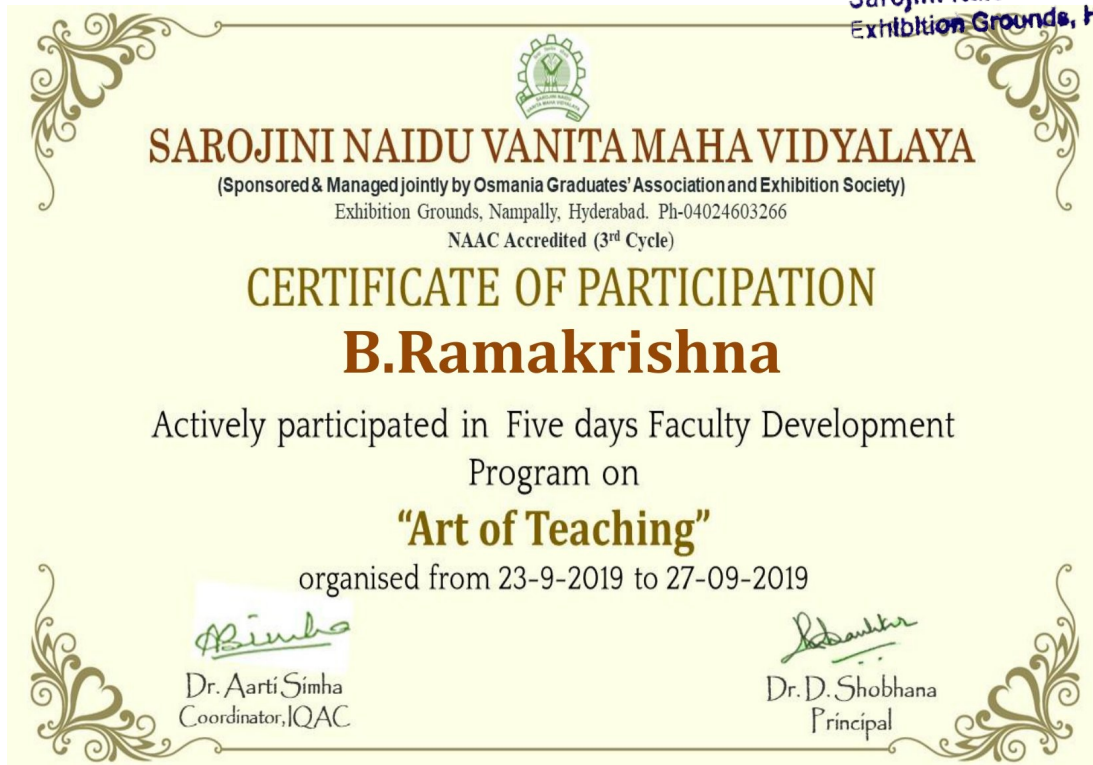 Exhibition Grounds, H
SAROJINI NAIDU VANITA MAHA VIDYALAYA
(Sponsored & Managed jointly by Osmania Graduates' Association and Exhibition Society)
Exhibition Grounds, Nampally, Hyderabad. Ph-04024603266
NAAC Accredited (3rd Cycle)
CERTIFICATE OF PARTICIPATION
B.Ramakrishna
Actively participated in Five days Faculty Development
Program on
“Art of Teaching”
organised from 23-9-2019 to 27-09-2019
Dr. Aarti Simha
Coordinator, IQAC
Dr. D. Shobhana
Principal